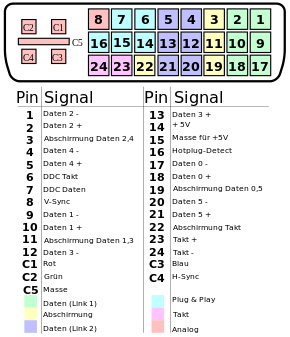 C2 C1 8 7 6 5 4 3 2 1
C5 16 15 14 13 12 11 10 9
C4 C3 24 23 22 21 20 19 18 17
Pin Signal
1 Daten 2 -
2 Daten 2 +
3 Abschirmung Daten 2,4
4 Daten 4 -
5 Daten 4 +
6 DDC Takt
7 DDC Daten
8 V-Sync
9 Daten 1 -
10 Daten 1 +
11 Abschirmung Daten 1,3
12 Daten 3 -
C1 Rot
C2 Grün
C5 Masse
Daten (Link 1)
Abschirmung
Daten (Link 2)
Pin Signal
13 Daten 3 +
14 + 5V
15 Masse für +5V
16 Hotplug-Detect
17 Daten 0 -
18 Daten 0 +
19 Abschirmung Daten 0,5
20 Daten 5 -
21 Daten 5 +
22 Abschirmung Takt
23 Takt +
24 Takt -
C3 Blau
C4 H-Sync
Plug & Play
Takt
Analog